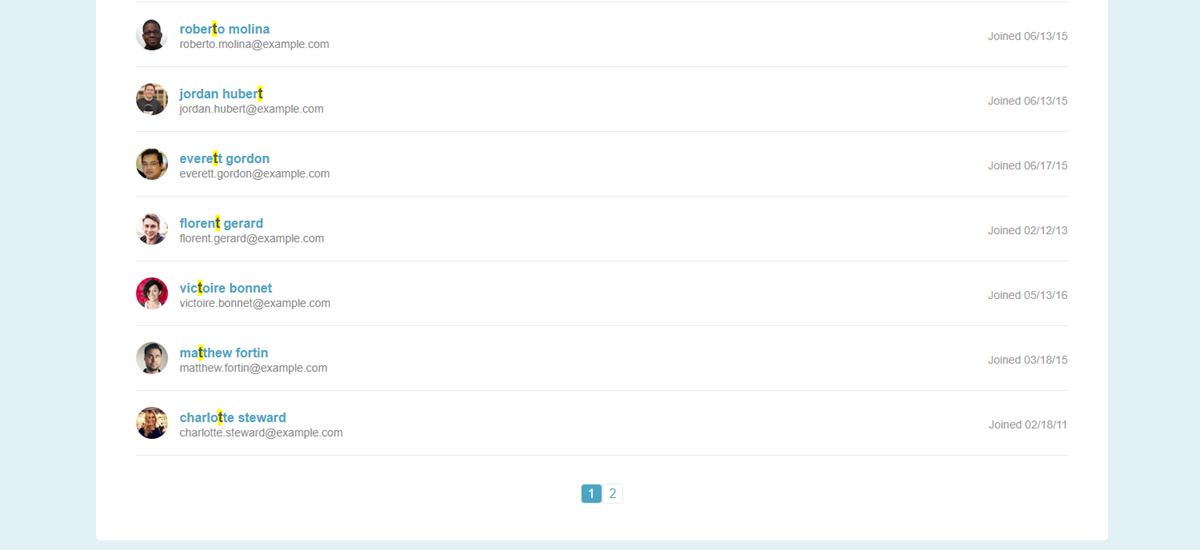 roberto molina
roberto.molina@example.com
Joined 06/13/15
jordan hubert
jordan.hubert@example.com
Joined 06/13/15
everett gordon
everett.gordon@example.com
Joined 06/17/15
florent gerard
florent.gerard@example.com
Joined 02/12/13
victoire bonnet
victoire.bonnet@example.com
Joined 05/13/16
matthew fortin
matthew.fortin@example.com
Joined 03/18/15
charlotte steward
charlotte.steward@example.com
Joined 02/18/11
1 2